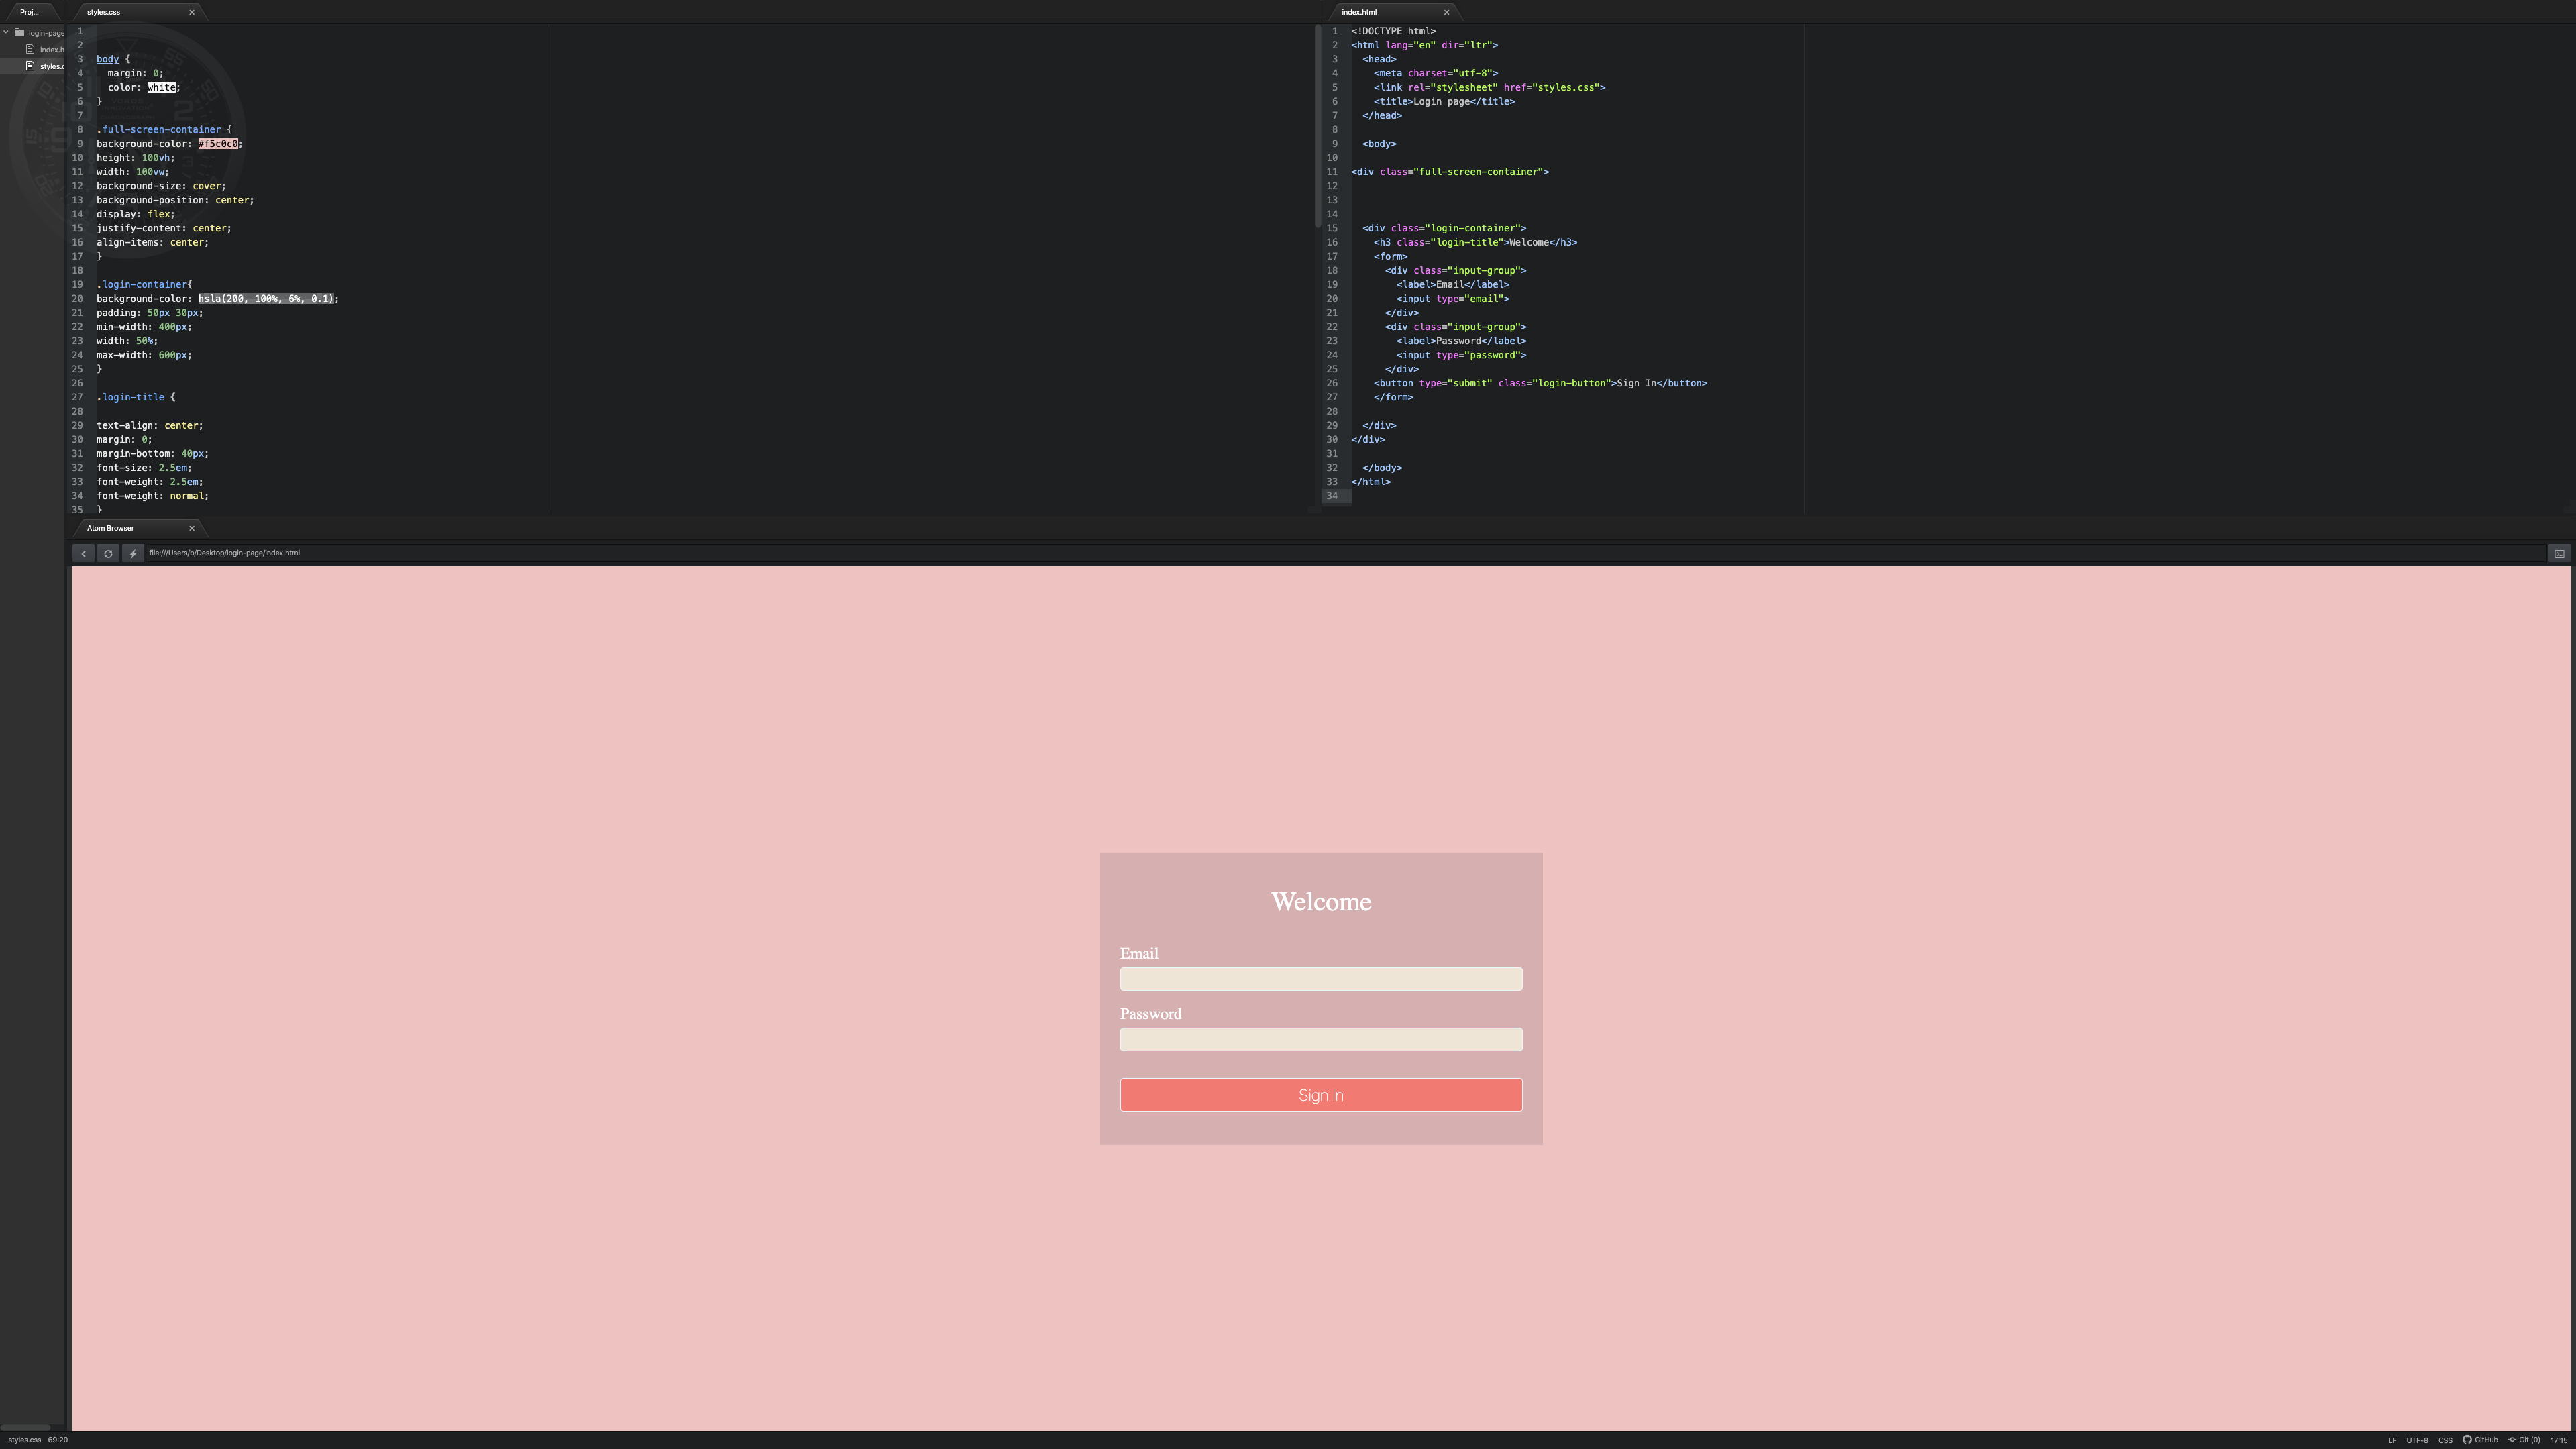 Proj...
login-page
index.h
styles.c
styles.css
1
2
3 body {
4 margin: 0;
5 color: white;
6 }
7
8 .full-screen-container {
9 background-color: #f5c0c0;
10 height: 100vh;
11 width: 100vw;
12 background-size: cover;
13 background-position: center;
14 display: flex;
15 justify-content: center;
16 align-items: center;
17 }
18
19 .login-container{
20 background-color: hsla(200, 100%, 6%, 0.1);
21 padding: 50px 30px;
22 min-width: 400px;
23 width: 50%;
24 max-width: 600px;
25 }
26
27 .login-title {
28
29 text-align: center;
30 margin: 0;
31 margin-bottom: 40px;
32 font-size: 2.5em;
33 font-weight: 2.5em;
34 font-weight: normal;
35 }
index.html
1 <!DOCTYPE html>
2 <html lang="en" dir="ltr">
3 <head>
4 <meta charset="utf-8">
5 <link rel="stylesheet" href="styles.css">
6 <title>Login page</title>
7 </head>
8
9 <body>
10
11 <div class="full-screen-container">
12
13
14
15 <div class="login-container">
16 <h3 class="login-title">Welcome</h3>
17 <form>
18 <div class="input-group">
19 <label>Email</label>
20 <input type="email">
21 </div>
22 <div class="input-group">
23 <label>Password</label>
24 <input type="password">
25 </div>
26 <button type="submit" class="login-button">Sign In</button>
27 </form>
28
29 </div>
30 </div>
31
32 </body>
33 </html>
34
Atom Browser
file:///Users/b/Desktop/login-page/index.html
Welcome
Email
Password
Sign In
styles.css 69:20
LF UTF-8 CSS GitHub Git (0) 17:15